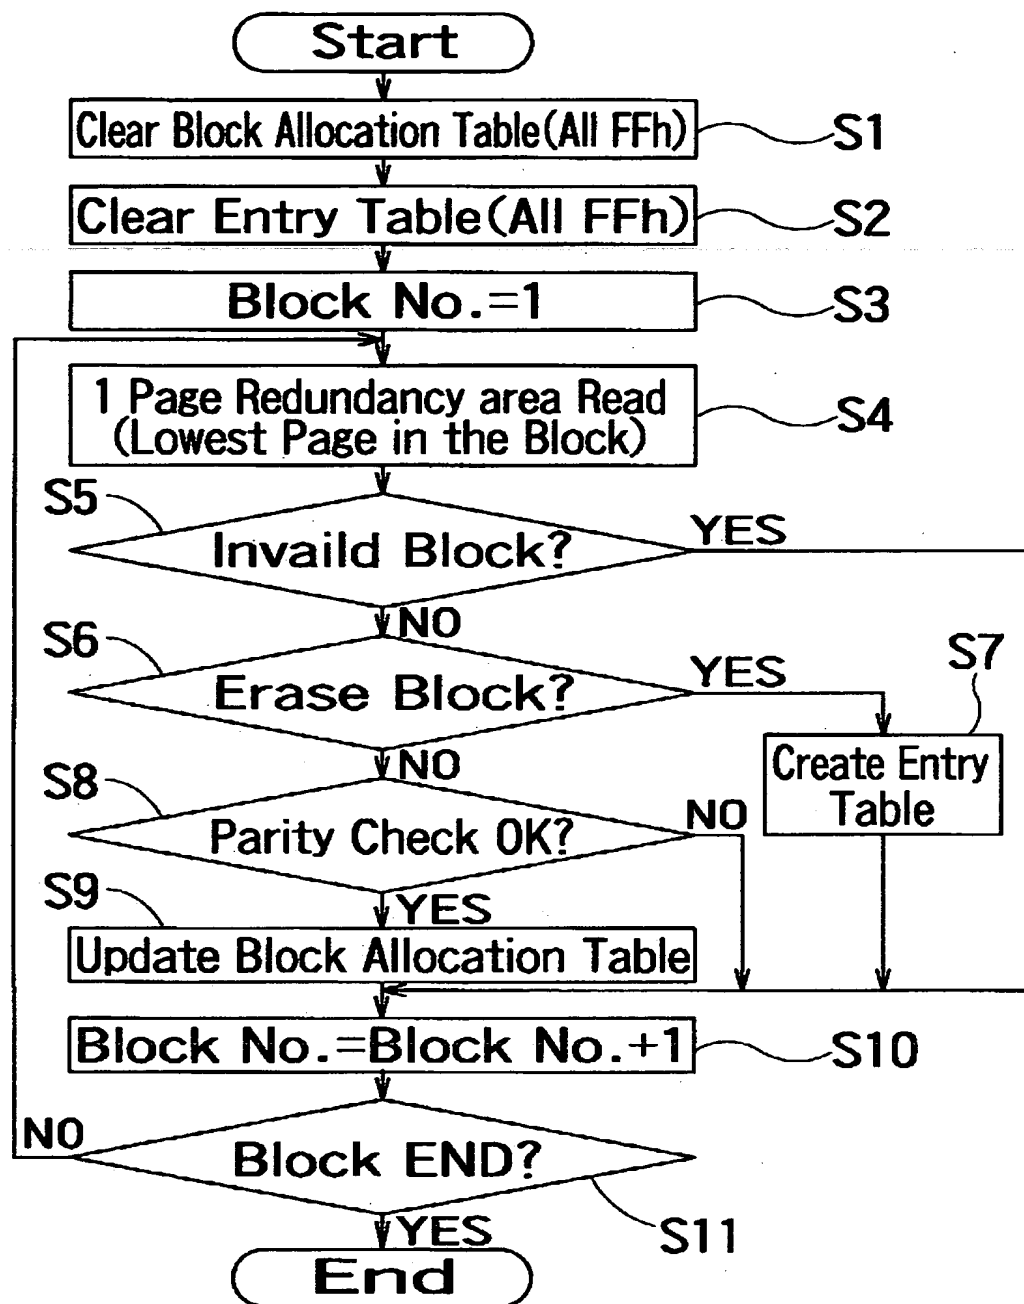 Start
Clear Block Allocation Table(All FFh)
S1
Clear Entry Table(All FFh)
S2
Block No.=1
S3
1 Page Redundancy area Read
(Lowest Page in the Block)
S4
S5
Invaild Block?
YES
NO
S6
Erase Block?
YES
S7
Create Entry
Table
NO
S8
Parity Check OK?
NO
S9
YES
Update Block Allocation Table
Block No.=Block No.+1
S10
NO
Block END?
S11
YES
End